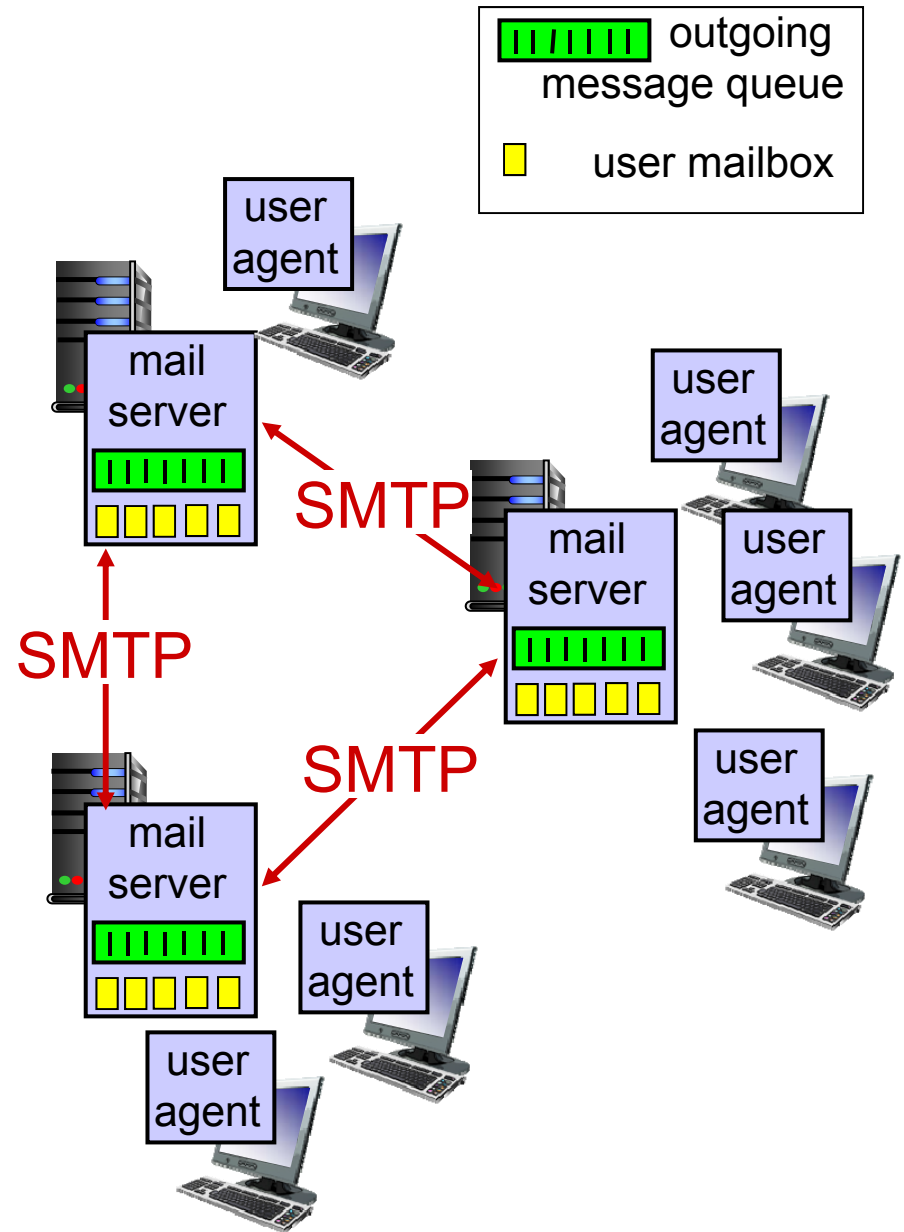 outgoing
message queue
user mailbox
user
agent
mail
server
user
agent
SMTP
mail
server
user
agent
SMTP
user
agent
SMTP
mail
server
user
agent
user
agent